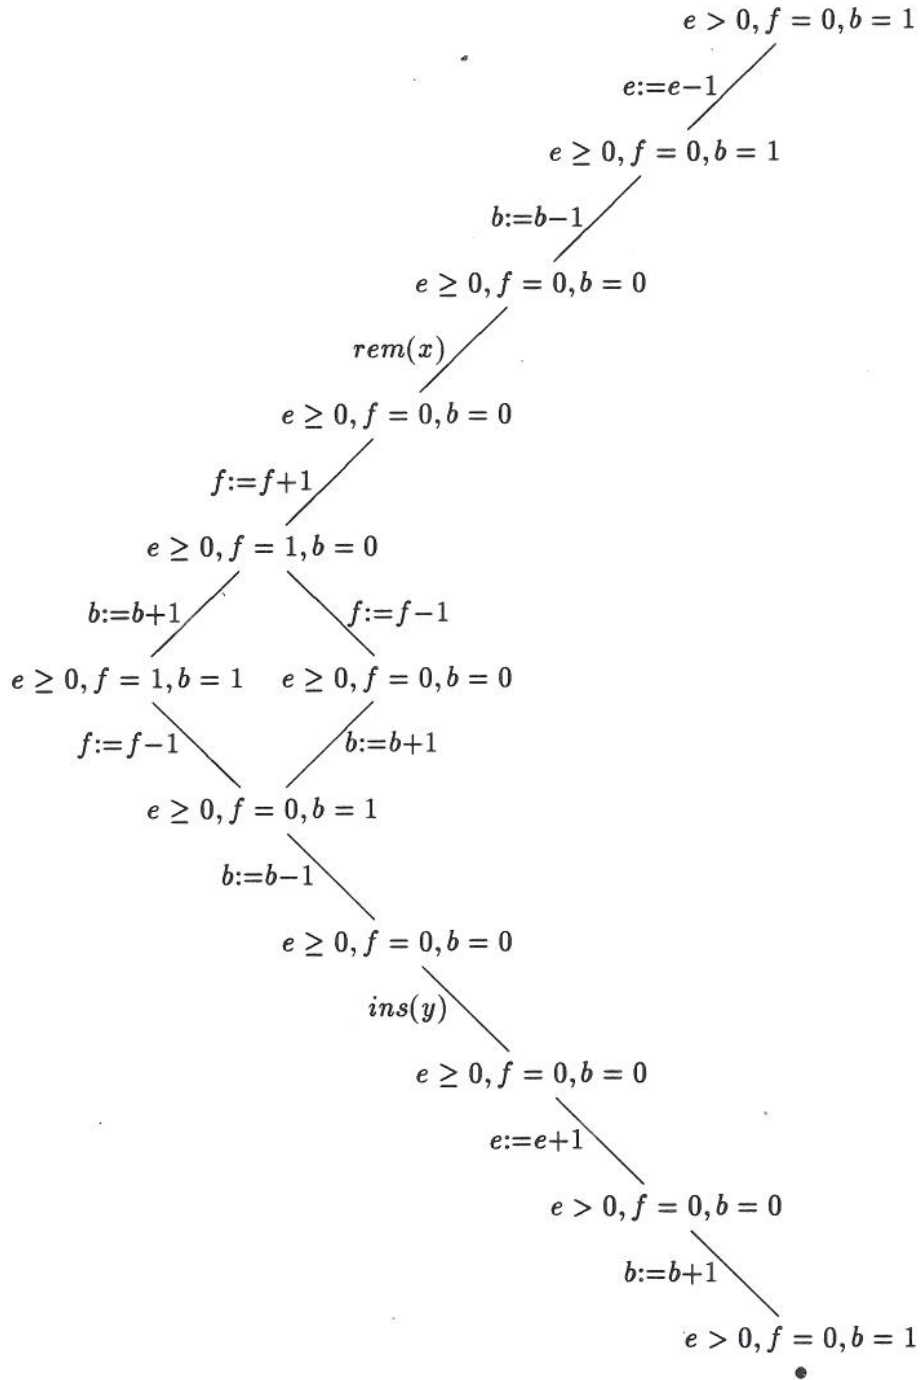 e > 0, f = 0, b = 1
e:=e−1
e ≥ 0, f = 0, b = 1
b:=b−1
e ≥ 0, f = 0, b = 0
rem(x)
e ≥ 0, f = 0, b = 0
f:=f+1
e ≥ 0, f = 1, b = 0
b:=b+1 f:=f−1
e ≥ 0, f = 1, b = 1 e ≥ 0, f = 0, b = 0
f:=f−1 b:=b+1
e ≥ 0, f = 0, b = 1
b:=b−1
e ≥ 0, f = 0, b = 0
ins(y)
e ≥ 0, f = 0, b = 0
e:=e+1
e > 0, f = 0, b = 0
b:=b+1
e > 0, f = 0, b = 1